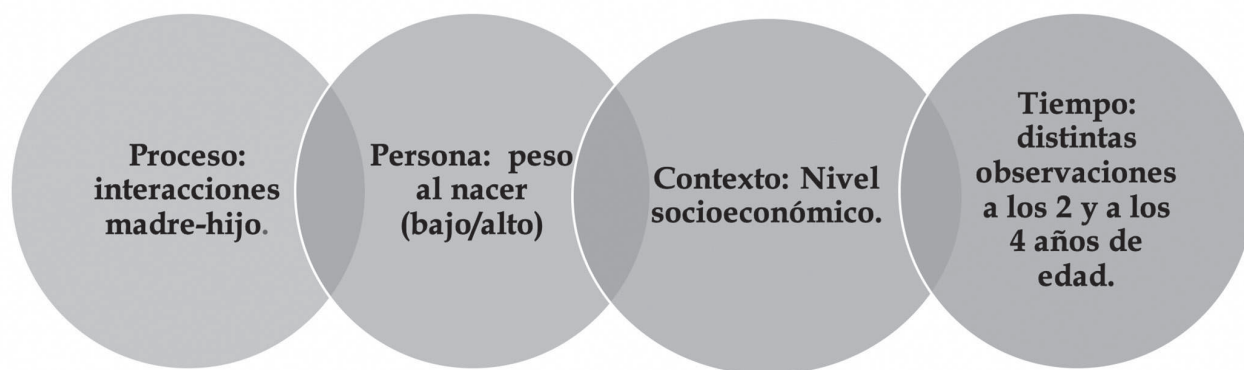 Proceso:
interacciones
madre-hijo.
Persona: peso
al nacer
(bajo/alto)
Contexto: Nivel
socioeconómico.
Tiempo:
distintas
observaciones
a los 2 y a los
4 años de
edad.